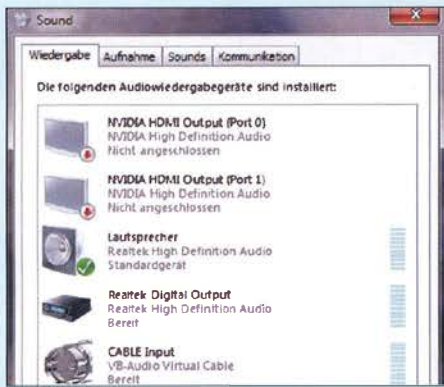 Sound
Wiedergabe Aufnahme Sounds Kommunikation
Die folgenden Audiowiedergabegeräte sind installiert:
NVIDIA HDMI Output (Port 0)
NVIDIA High Definition Audio
Nicht angeschlossen
NVIDIA HDMI Output (Port 1)
NVIDIA High Definition Audio
Nicht angeschlossen
Lautsprecher
Realtek High Definition Audio
Standardgerät
Realtek Digital Output
Realtek High Definition Audio
Bereit
CABLE Input
VB-Audio Virtual Cable
Bereit